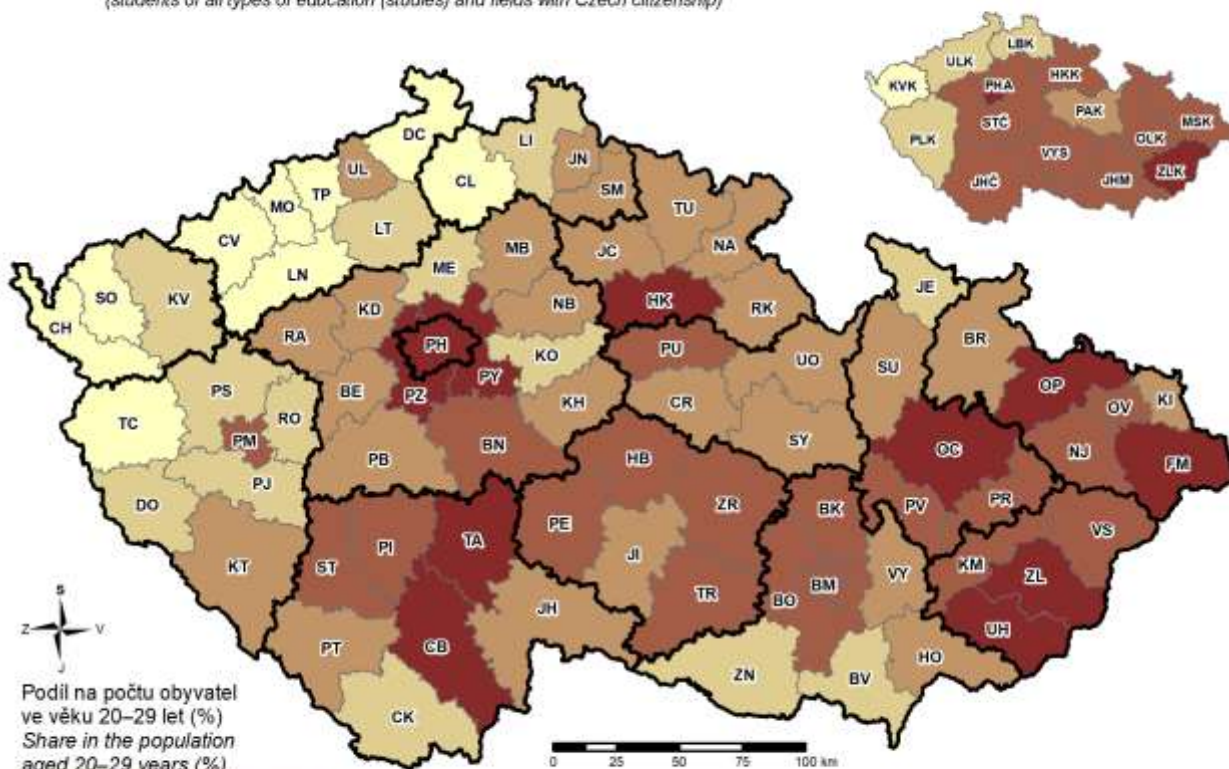 (students of all types of education (studies) and fields with Czech citizenship)
LBK
ULK
HKK
KVK
PHA
PAK
STČ
MSK
OLK
PLK
VYS
ZLK
JHČ
JHM
DC
LI
JN
UL
CL
SM
TP
MO
TU
LT
CV
MB
JC
NA
ME
LN
JE
SO
KV
KD
NB
HK
RK
CH
RA
BR
PH
KO
PU
UO
SU
PS
BE
PZ
PY
OP
KI
RO
KH
CR
OV
TC
PM
BN
SY
OC
PB
HB
NJ
FM
PJ
DO
ZR
BK
PV
PR
PE
VS
TA
PI
JI
KT
ST
KM
ZL
VY
BM
TR
BO
JH
UH
PT
CB
HO
ZN
BV
CK
S
Z V
J
Podíl na počtu obyvatel
ve věku 20–29 let (%)
Share in the population
aged 20–29 years (%)
0 25 50 75 100 km